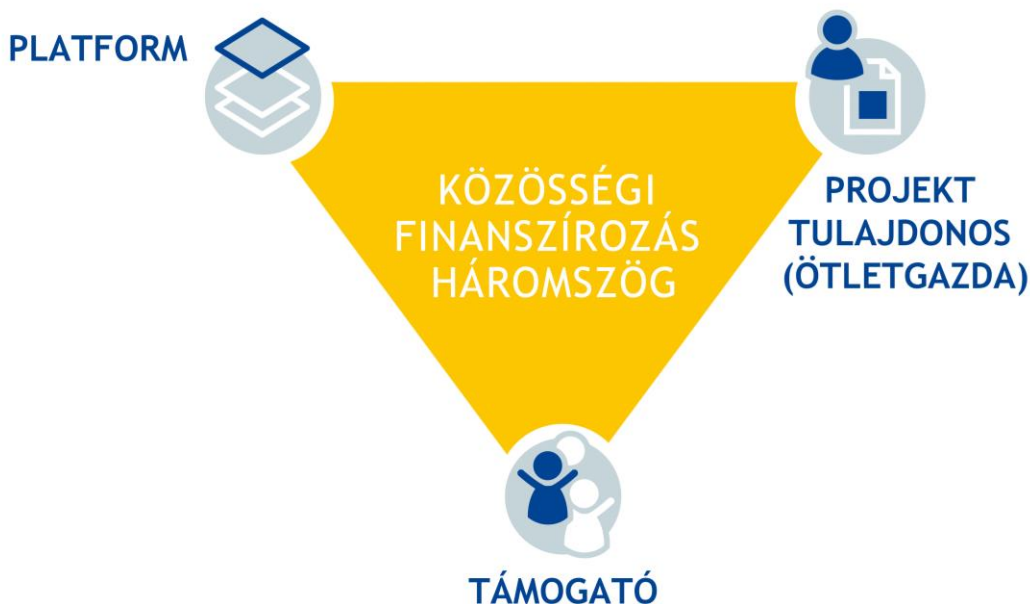 PLATFORM
KÖZÖSSÉGI
FINANSZÍROZÁS
HÁROMSZÖG
PROJEKT
TULAJDONOS
(ÖTLETGAZDA)
TÁMOGATÓ